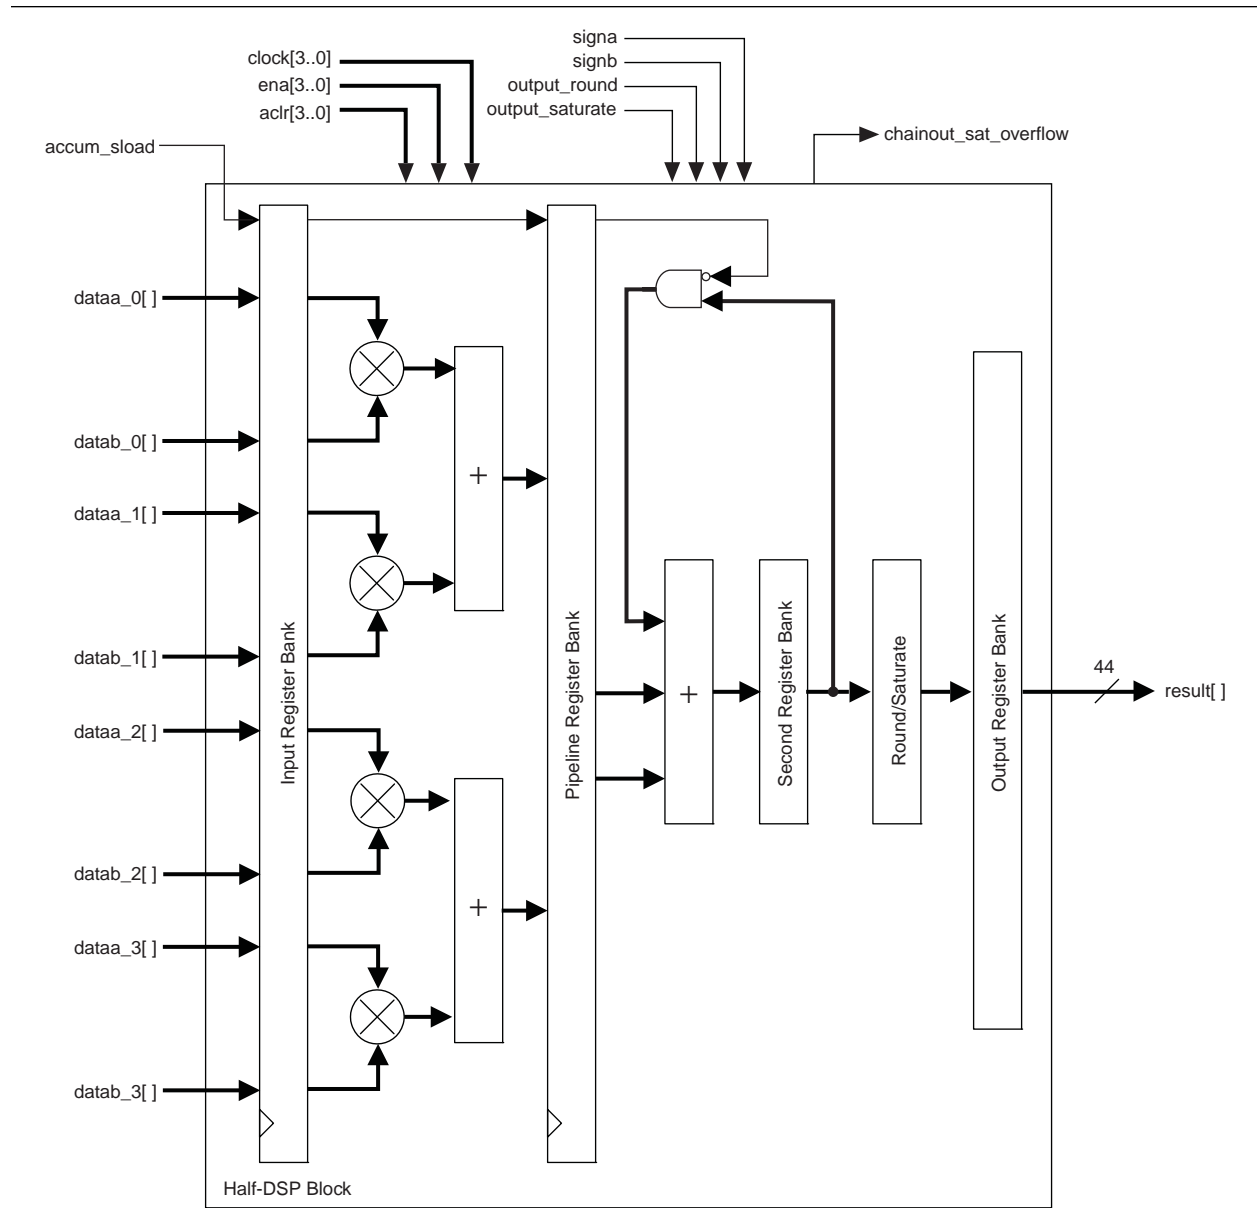 signa
clock[3..0]
signb
ena[3..0]
output_round
aclr[3..0]
output_saturate
chainout_sat_overflow
accum_sload
dataa_0[ ]
datab_0[ ]
+
dataa_1[ ]
datab_1[ ]
Input Register Bank
Pipeline Register Bank
+
Second Register Bank
Round/Saturate
Output Register Bank
44
result[ ]
dataa_2[ ]
datab_2[ ]
+
dataa_3[ ]
datab_3[ ]
Half-DSP Block